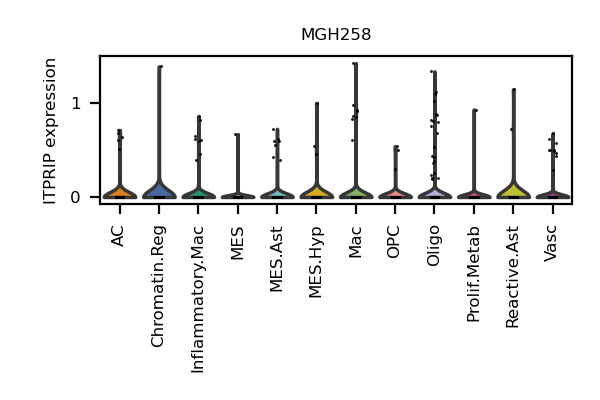 MGH258
ITPRIP expression
1
0
AC
Chromatin.Reg
Inflammatory.Mac
MES
MES.Ast
MES.Hyp
Mac
OPC
Oligo
Prolif.Metab
Reactive.Ast
Vasc